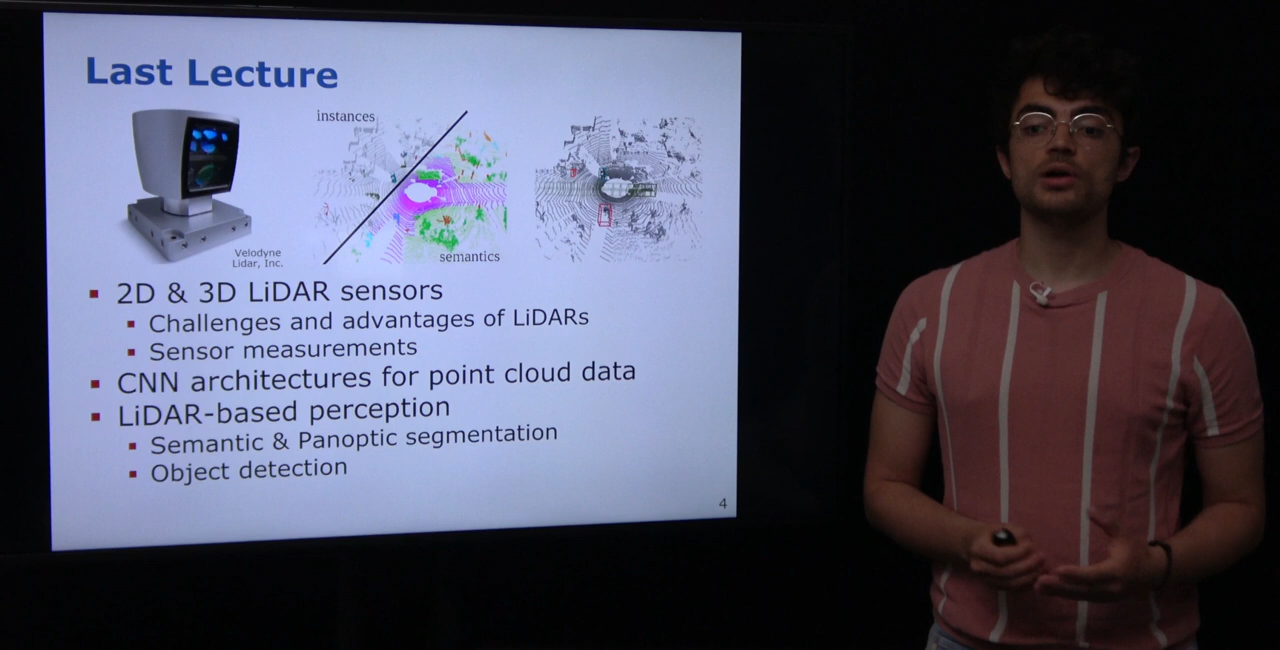 Last Lecture
instances
semantics
Velodyne
Lidar, Inc.
2D & 3D LiDAR sensors
Challenges and advantages of LiDARs
Sensor measurements
CNN architectures for point cloud data
LiDAR-based perception
Semantic & Panoptic segmentation
Object detection
4